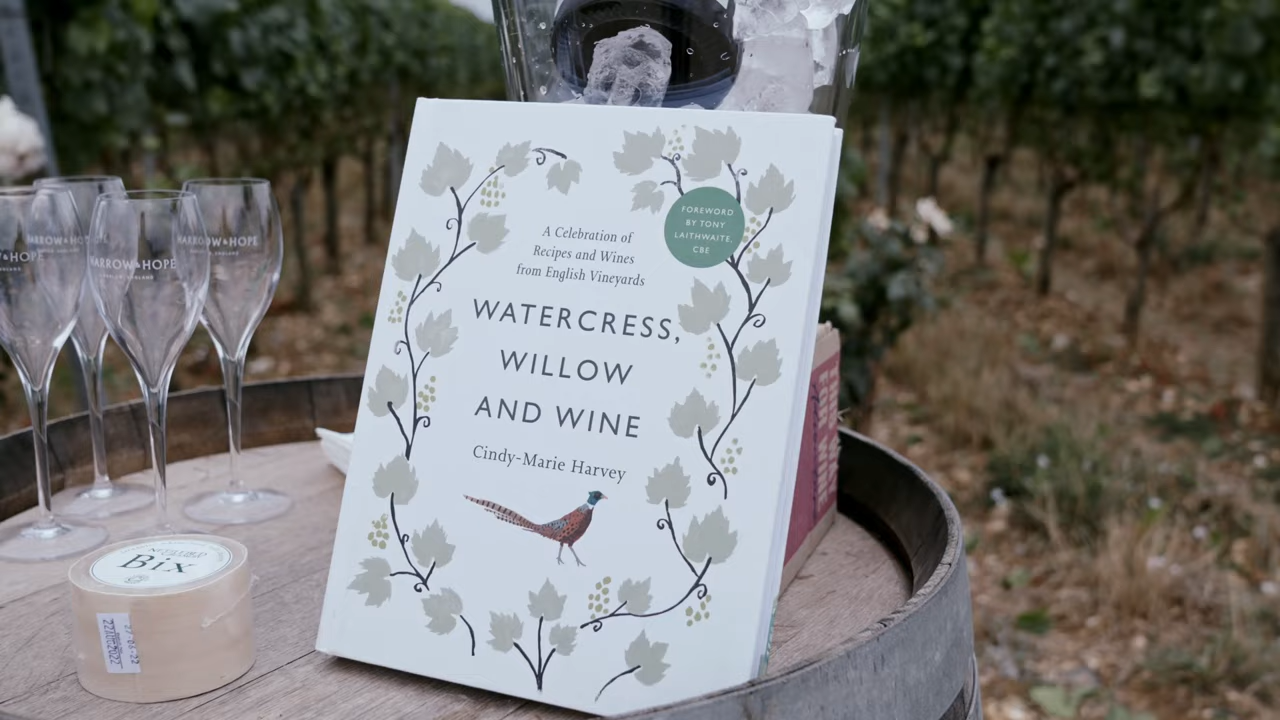 FOREWORD
BY TONY
LAITHWAITE,
CBE
A Celebration of
Recipes and Wines
from English Vineyards
WATERCRESS,
WILLOW
AND WINE
Cindy-Marie Harvey
HARROW & HOPE
ARROW & HOPE
Bix